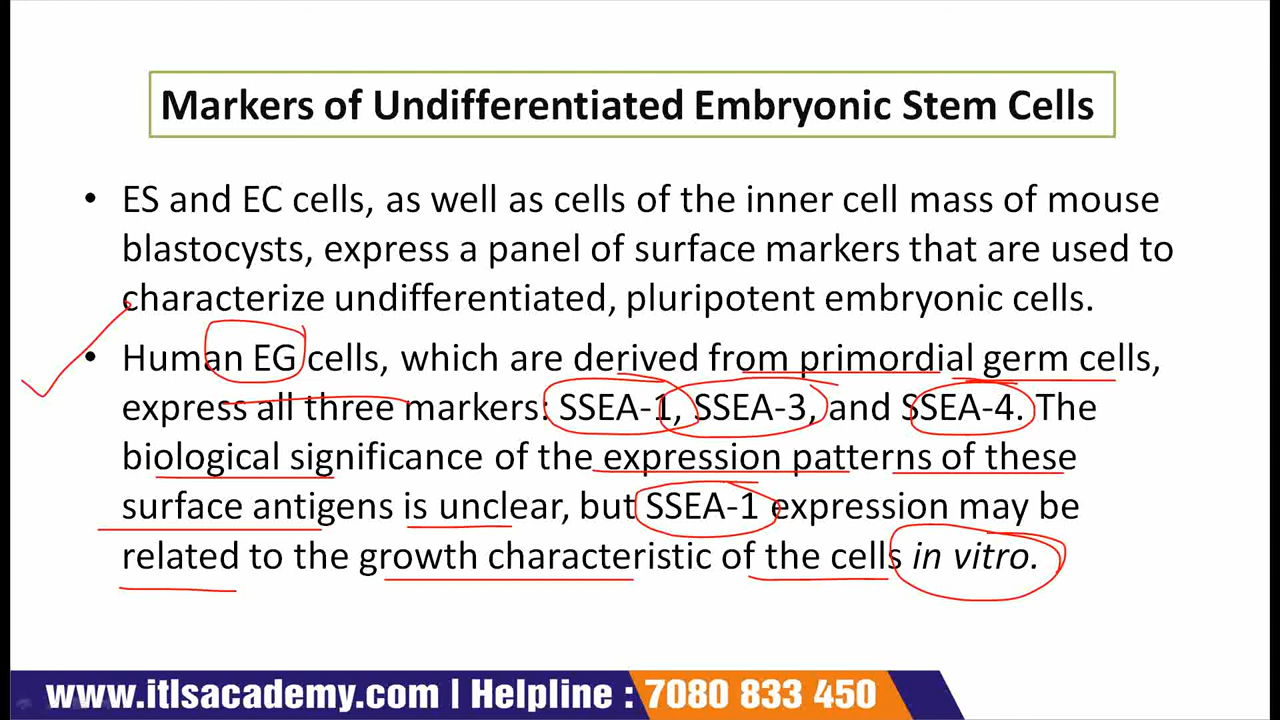 Markers of Undifferentiated Embryonic Stem Cells
• ES and EC cells, as well as cells of the inner cell mass of mouse
blastocysts, express a panel of surface markers that are used to
characterize undifferentiated, pluripotent embryonic cells.
• Human EG cells, which are derived from primordial germ cells,
express all three markers: SSEA-1, SSEA-3, and SSEA-4. The
biological significance of the expression patterns of these
surface antigens is unclear, but SSEA-1 expression may be
related to the growth characteristic of the cells in vitro.
www.itlsacademy.com | Helpline : 7080 833 450